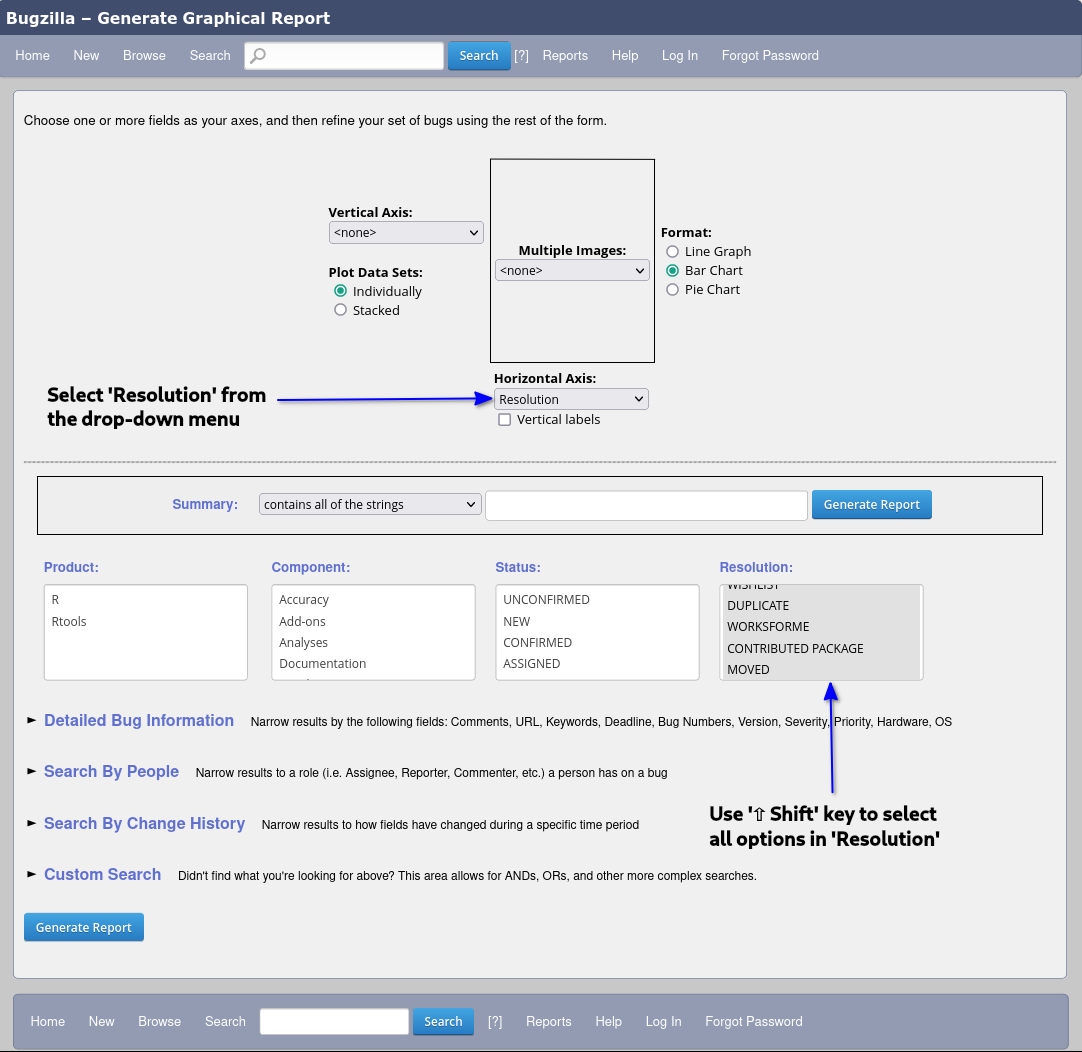 Bugzilla – Generate Graphical Report
Home New Browse Search Search [?] Reports Help Log In Forgot Password
Choose one or more fields as your axes, and then refine your set of bugs using the rest of the form.
Vertical Axis:
<none>
Plot Data Sets:
Individually
Stacked
Multiple Images:
<none>
Format:
Line Graph
Bar Chart
Pie Chart
Horizontal Axis:
Resolution
Vertical labels
Select 'Resolution' from
the drop-down menu
Summary: contains all of the strings Generate Report
Product:
R
Rtools
Component:
Accuracy
Add-ons
Analyses
Documentation
Status:
UNCONFIRMED
NEW
CONFIRMED
ASSIGNED
Resolution:
WISHLIST
DUPLICATE
WORKSFORME
CONTRIBUTED PACKAGE
MOVED
► Detailed Bug Information Narrow results by the following fields: Comments, URL, Keywords, Deadline, Bug Numbers, Version, Severity, Priority, Hardware, OS
► Search By People Narrow results to a role (i.e. Assignee, Reporter, Commenter, etc.) a person has on a bug
► Search By Change History Narrow results to how fields have changed during a specific time period
Use '⇧ Shift' key to select
all options in 'Resolution'
► Custom Search Didn't find what you're looking for above? This area allows for ANDs, ORs, and other more complex searches.
Generate Report
Home New Browse Search Search [?] Reports Help Log In Forgot Password